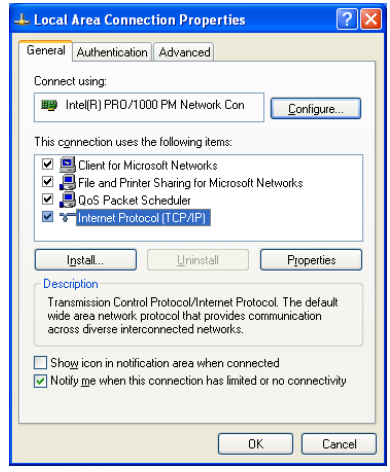 Local Area Connection Properties
General Authentication Advanced
Connect using:
Intel(R) PRO/1000 PM Network Con Configure...
This connection uses the following items:
Client for Microsoft Networks
File and Printer Sharing for Microsoft Networks
QoS Packet Scheduler
Internet Protocol (TCP/IP)
Install... Uninstall Properties
Description
Transmission Control Protocol/Internet Protocol. The default
wide area network protocol that provides communication
across diverse interconnected networks.
Show icon in notification area when connected
Notify me when this connection has limited or no connectivity
OK Cancel